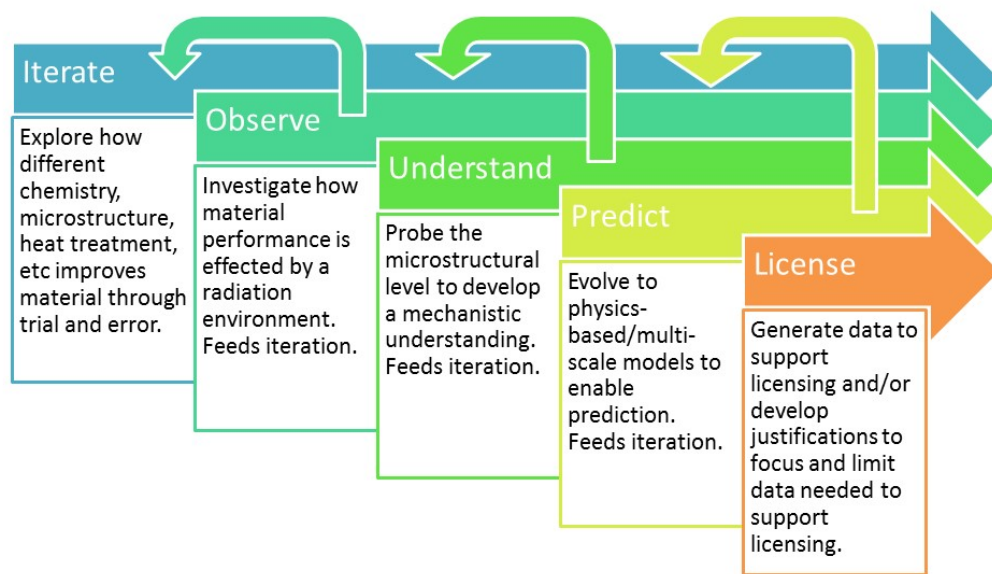 Iterate
Explore how
different
chemistry,
microstructure,
heat treatment,
etc improves
material through
trial and error.
Observe
Investigate how
material
performance is
effected by a
radiation
environment.
Feeds iteration.
Understand
Probe the
microstructural
level to develop
a mechanistic
understanding.
Feeds iteration.
Predict
Evolve to
physics-
based/multi-
scale models to
enable
prediction.
Feeds iteration.
License
Generate data to
support
licensing and/or
develop
justifications to
focus and limit
data needed to
support
licensing.